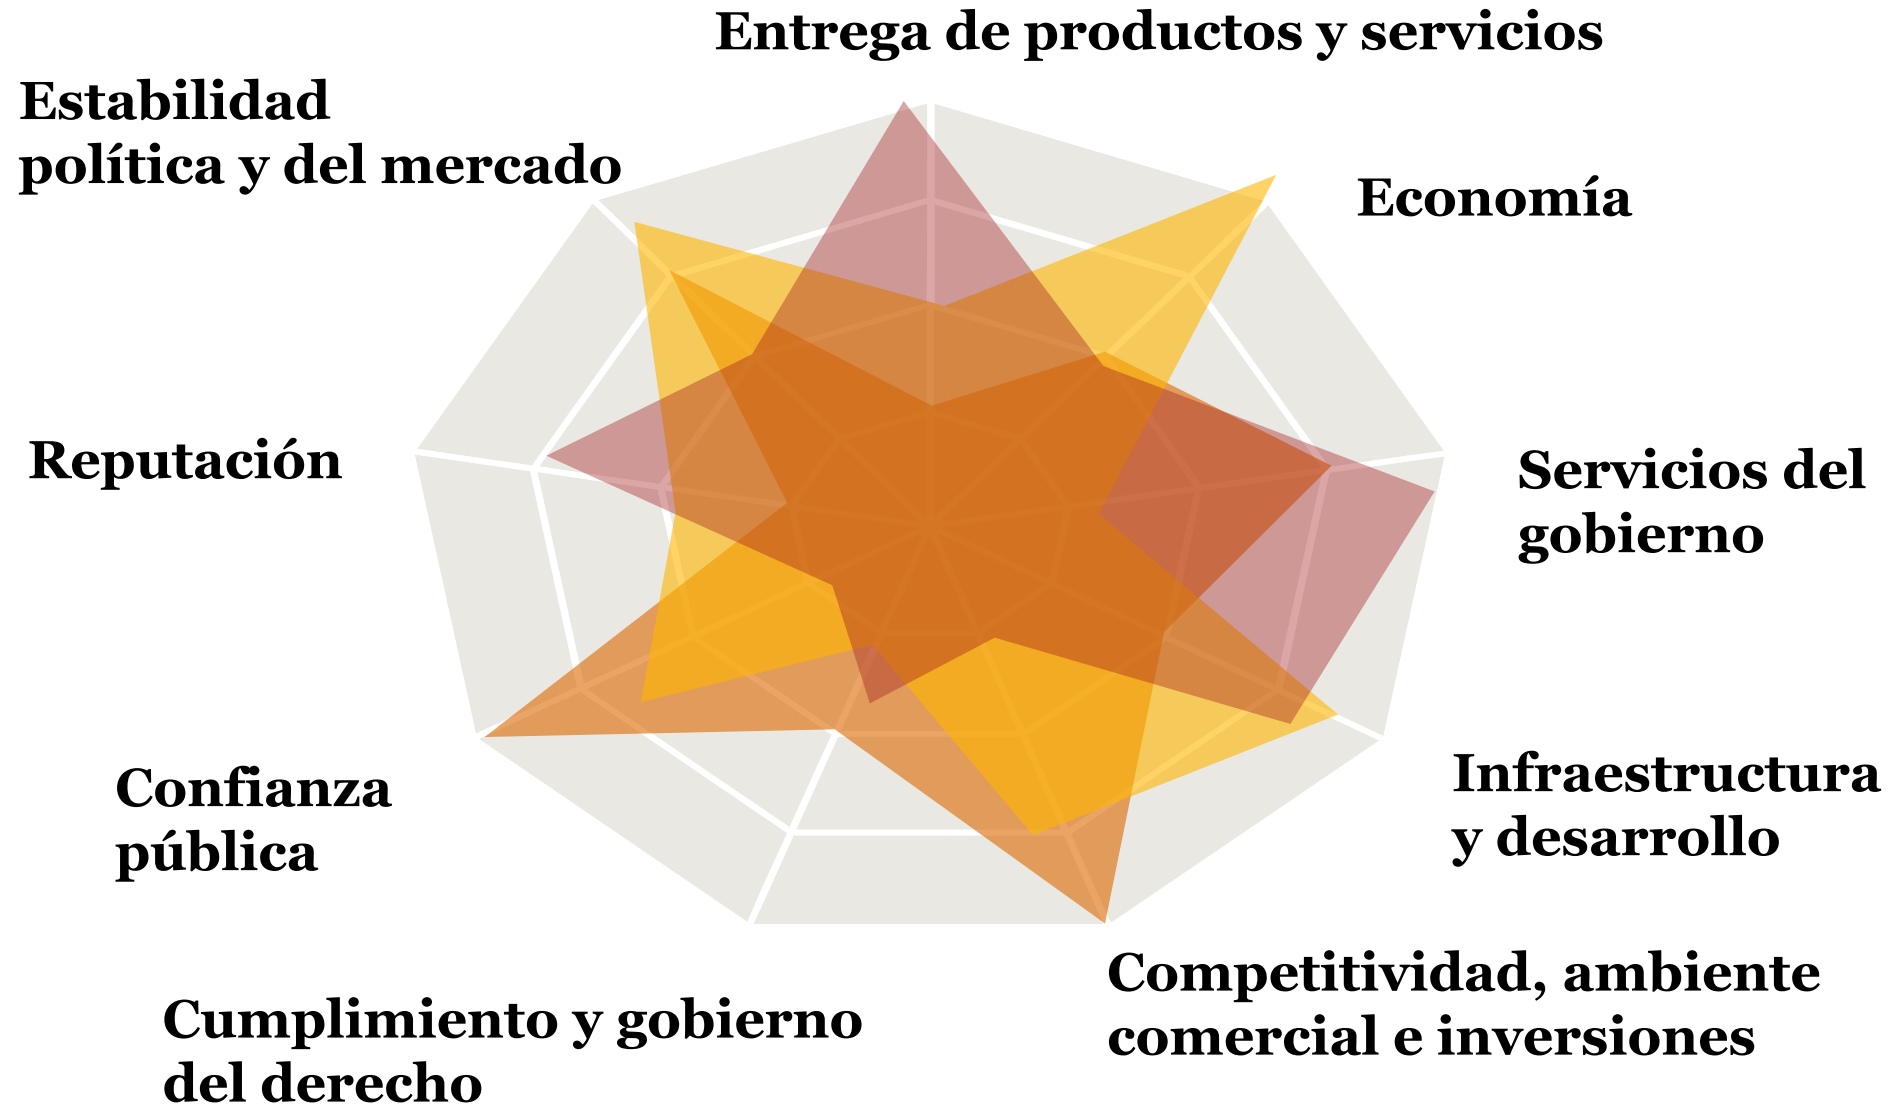 Entrega de productos y servicios
Estabilidad
política y del mercado
Economía
Reputación
Servicios del
gobierno
Confianza
pública
Infraestructura
y desarrollo
Competitividad, ambiente
comercial e inversiones
Cumplimiento y gobierno
del derecho